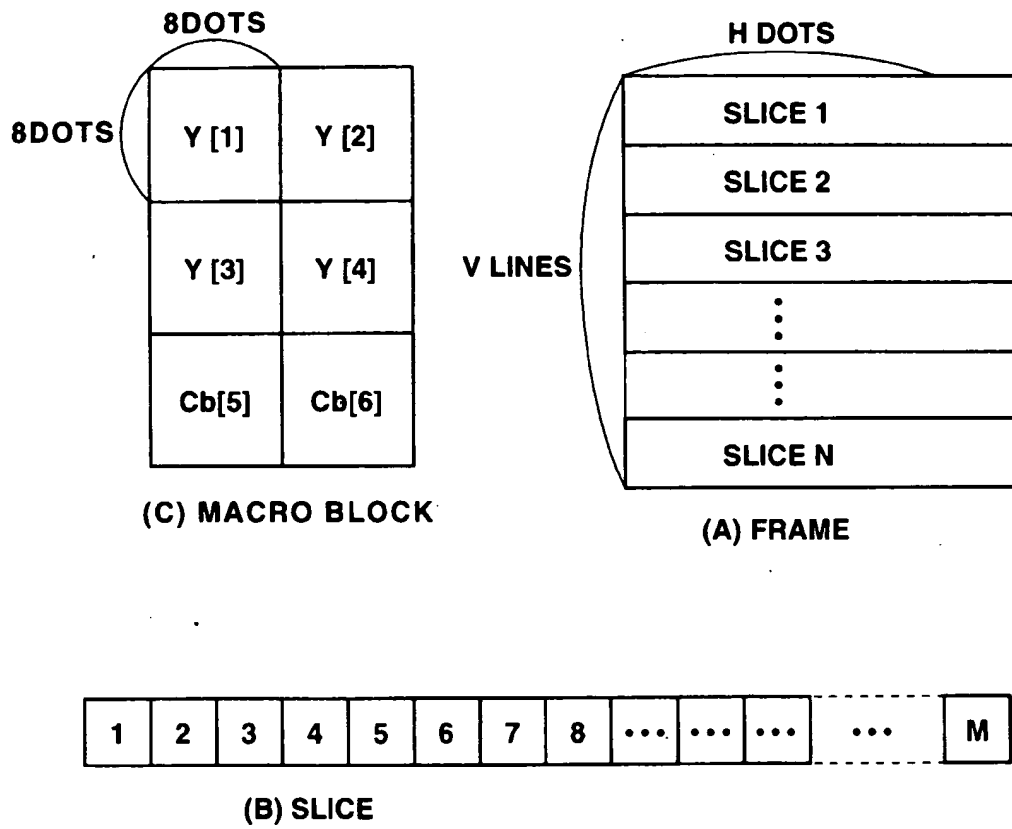 8DOTS
8DOTS
Y [1] Y [2]
Y [3] Y [4]
Cb[5] Cb[6]
(C) MACRO BLOCK
H DOTS
V LINES
SLICE 1
SLICE 2
SLICE 3
•••
•••
SLICE N
(A) FRAME
1 2 3 4 5 6 7 8 ••• ••• ••• ••• M
(B) SLICE